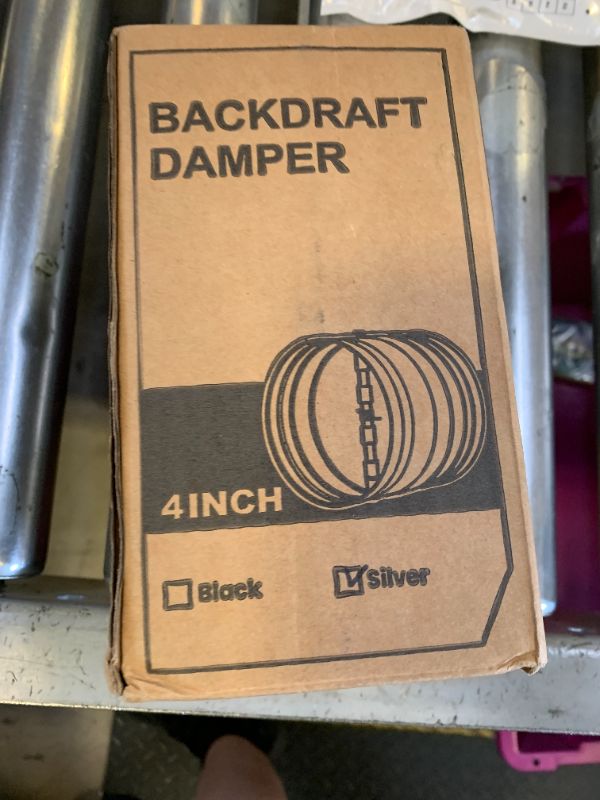 BACKDRAFT
DAMPER
4INCH
Black
Silver